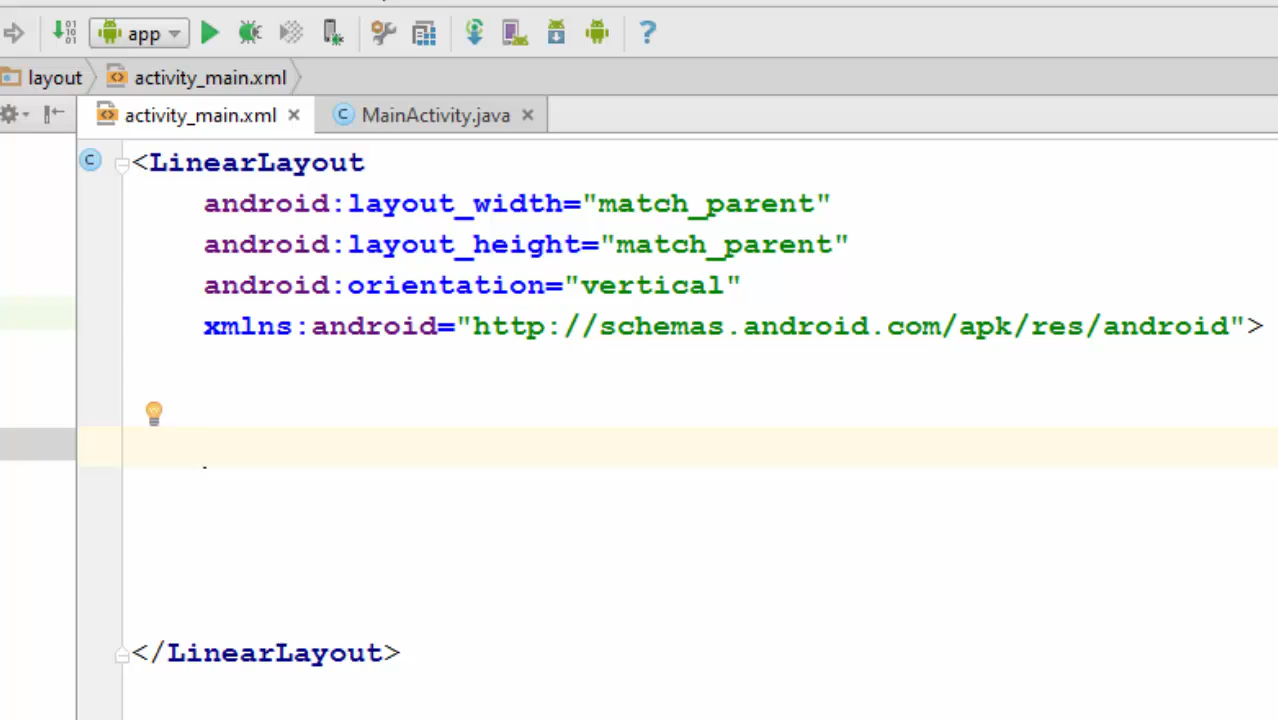 app
layout activity_main.xml
activity_main.xml MainActivity.java
<LinearLayout
android:layout_width="match_parent"
android:layout_height="match_parent"
android:orientation="vertical"
xmlns:android="http://schemas.android.com/apk/res/android">
</LinearLayout>